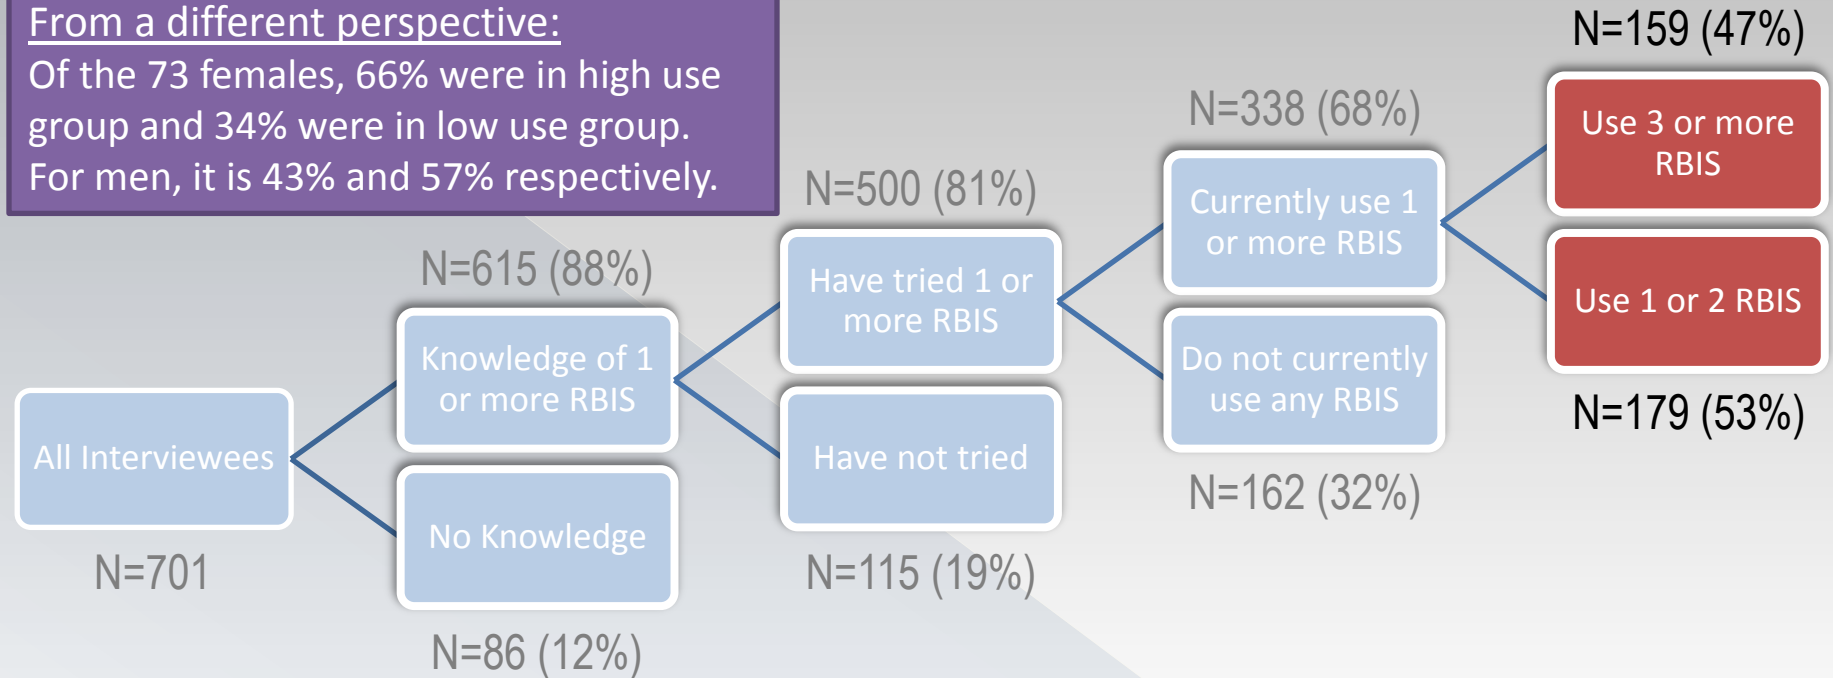 From a different perspective:
Of the 73 females, 66% were in high use
group and 34% were in low use group.
For men, it is 43% and 57% respectively.
All Interviewees
N=701
N=615 (88%)
Knowledge of 1
or more RBIS
No Knowledge
N=86 (12%)
N=500 (81%)
Have tried 1 or
more RBIS
Have not tried
N=115 (19%)
N=338 (68%)
Currently use 1
or more RBIS
Do not currently
use any RBIS
N=162 (32%)
N=159 (47%)
Use 3 or more
RBIS
Use 1 or 2 RBIS
N=179 (53%)